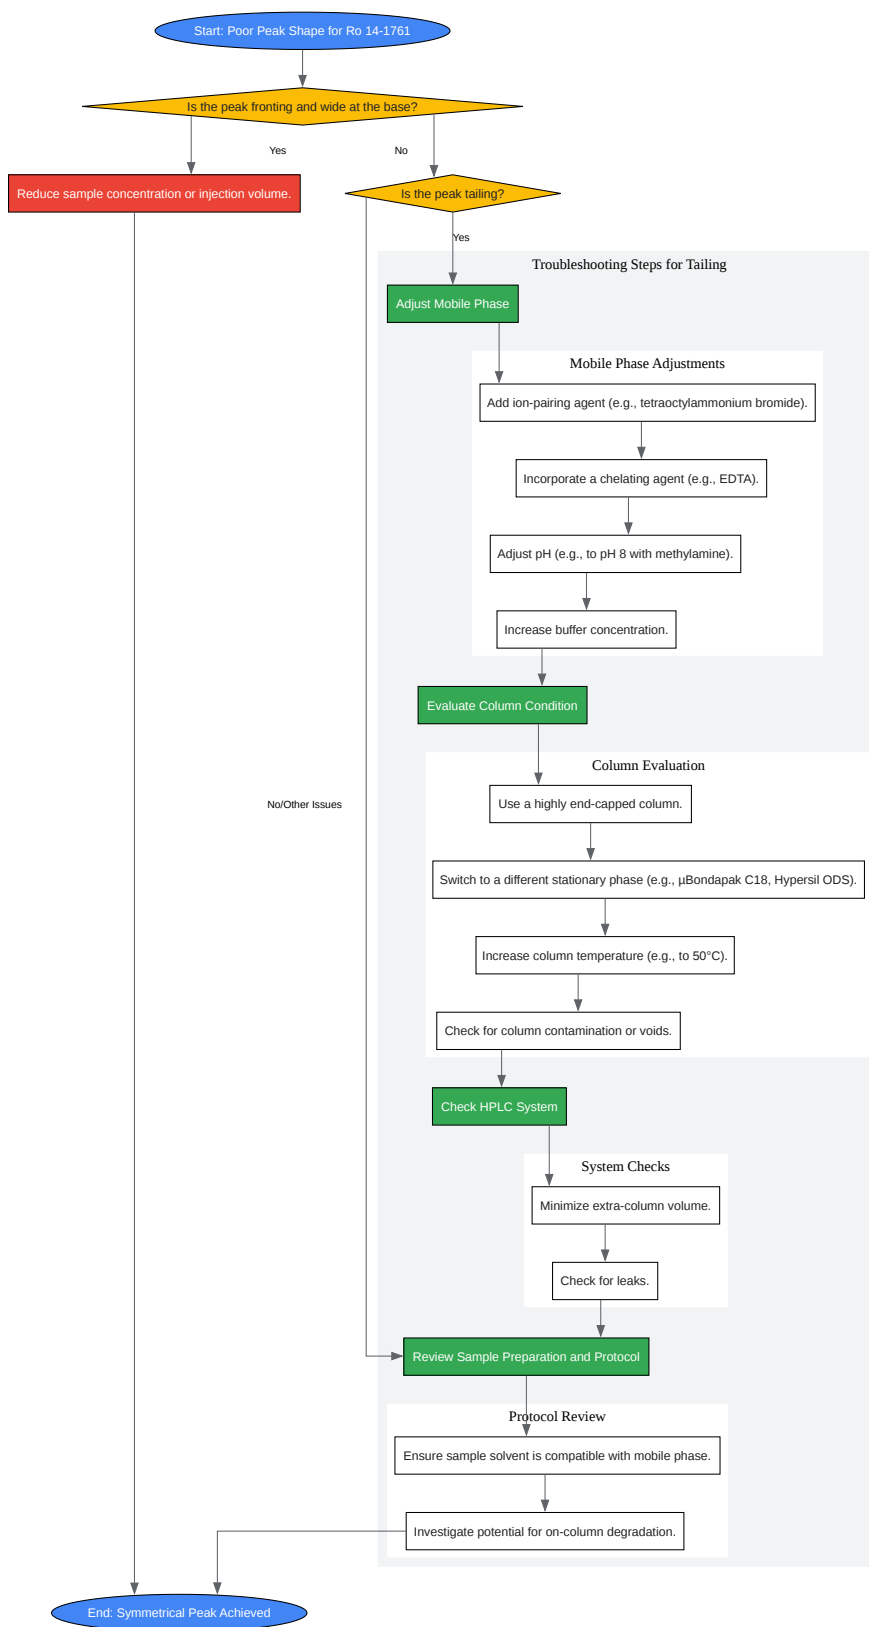 Start: Poor Peak Shape for Ro 14-1761
Is the peak fronting and wide at the base?
Yes
No
Reduce sample concentration or injection volume.
Is the peak tailing?
Yes
Troubleshooting Steps for Tailing
Adjust Mobile Phase
Mobile Phase Adjustments
Add ion-pairing agent (e.g., tetraoctylammonium bromide).
Incorporate a chelating agent (e.g., EDTA).
Adjust pH (e.g., to pH 8 with methylamine).
Increase buffer concentration.
Evaluate Column Condition
Column Evaluation
Use a highly end-capped column.
No/Other Issues
Switch to a different stationary phase (e.g., µBondapak C18, Hypersil ODS).
Increase column temperature (e.g., to 50°C).
Check for column contamination or voids.
Check HPLC System
System Checks
Minimize extra-column volume.
Check for leaks.
Review Sample Preparation and Protocol
Protocol Review
Ensure sample solvent is compatible with mobile phase.
Investigate potential for on-column degradation.
End: Symmetrical Peak Achieved